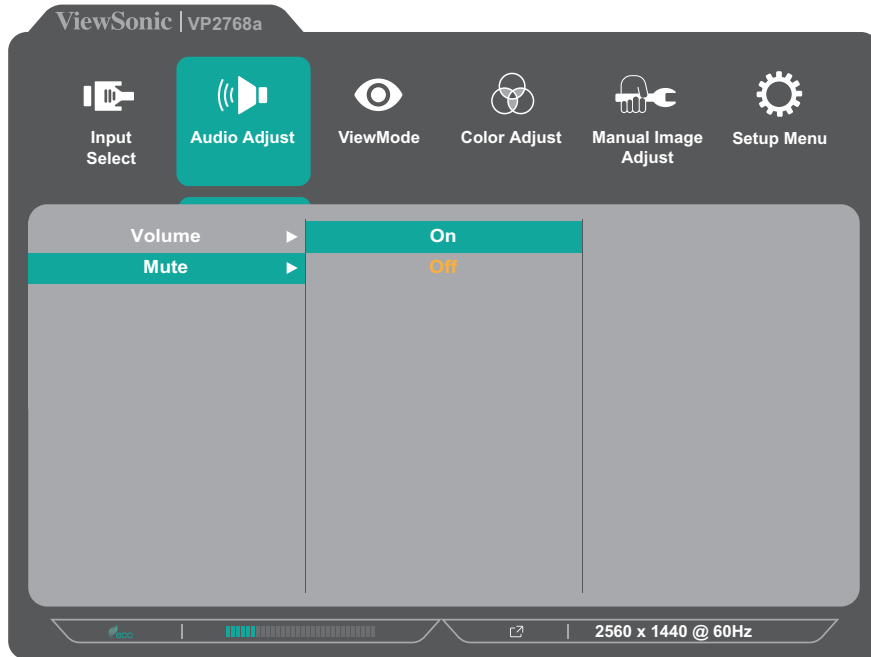 ViewSonic | VP2768a
Input
Select
Audio Adjust
ViewMode
Color Adjust
Manual Image
Adjust
Setup Menu
Volume
On
Mute
Off
eco
2560 x 1440 @ 60Hz